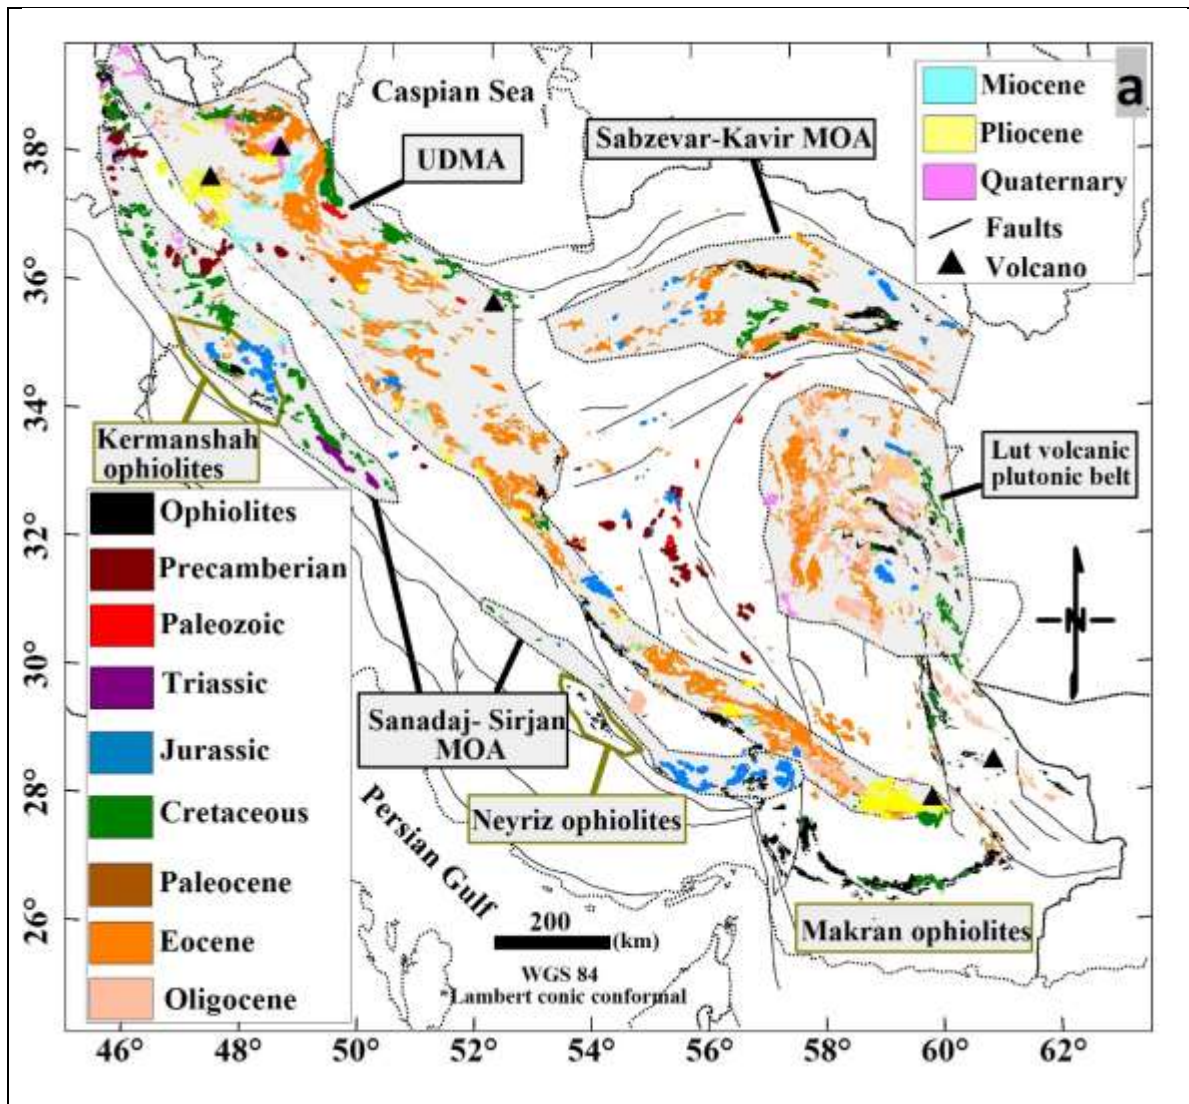 a
Caspian Sea
Miocene
Pliocene
Quaternary
Faults
Volcano
Sabzevar-Kavir MOA
UDMA
Kermanshah
ophiolites
Lut volcanic
plutonic belt
Ophiolites
Precamberian
Paleozoic
Triassic
Jurassic
Cretaceous
Paleocene
Eocene
Oligocene
Sanadaj- Sirjan
MOA
Neyriz ophiolites
Persian Gulf
Makran ophiolites
N
200
(km)
WGS 84
Lambert conic conformal
38°
36°
34°
32°
30°
28°
26°
46°
48°
50°
52°
54°
56°
58°
60°
62°